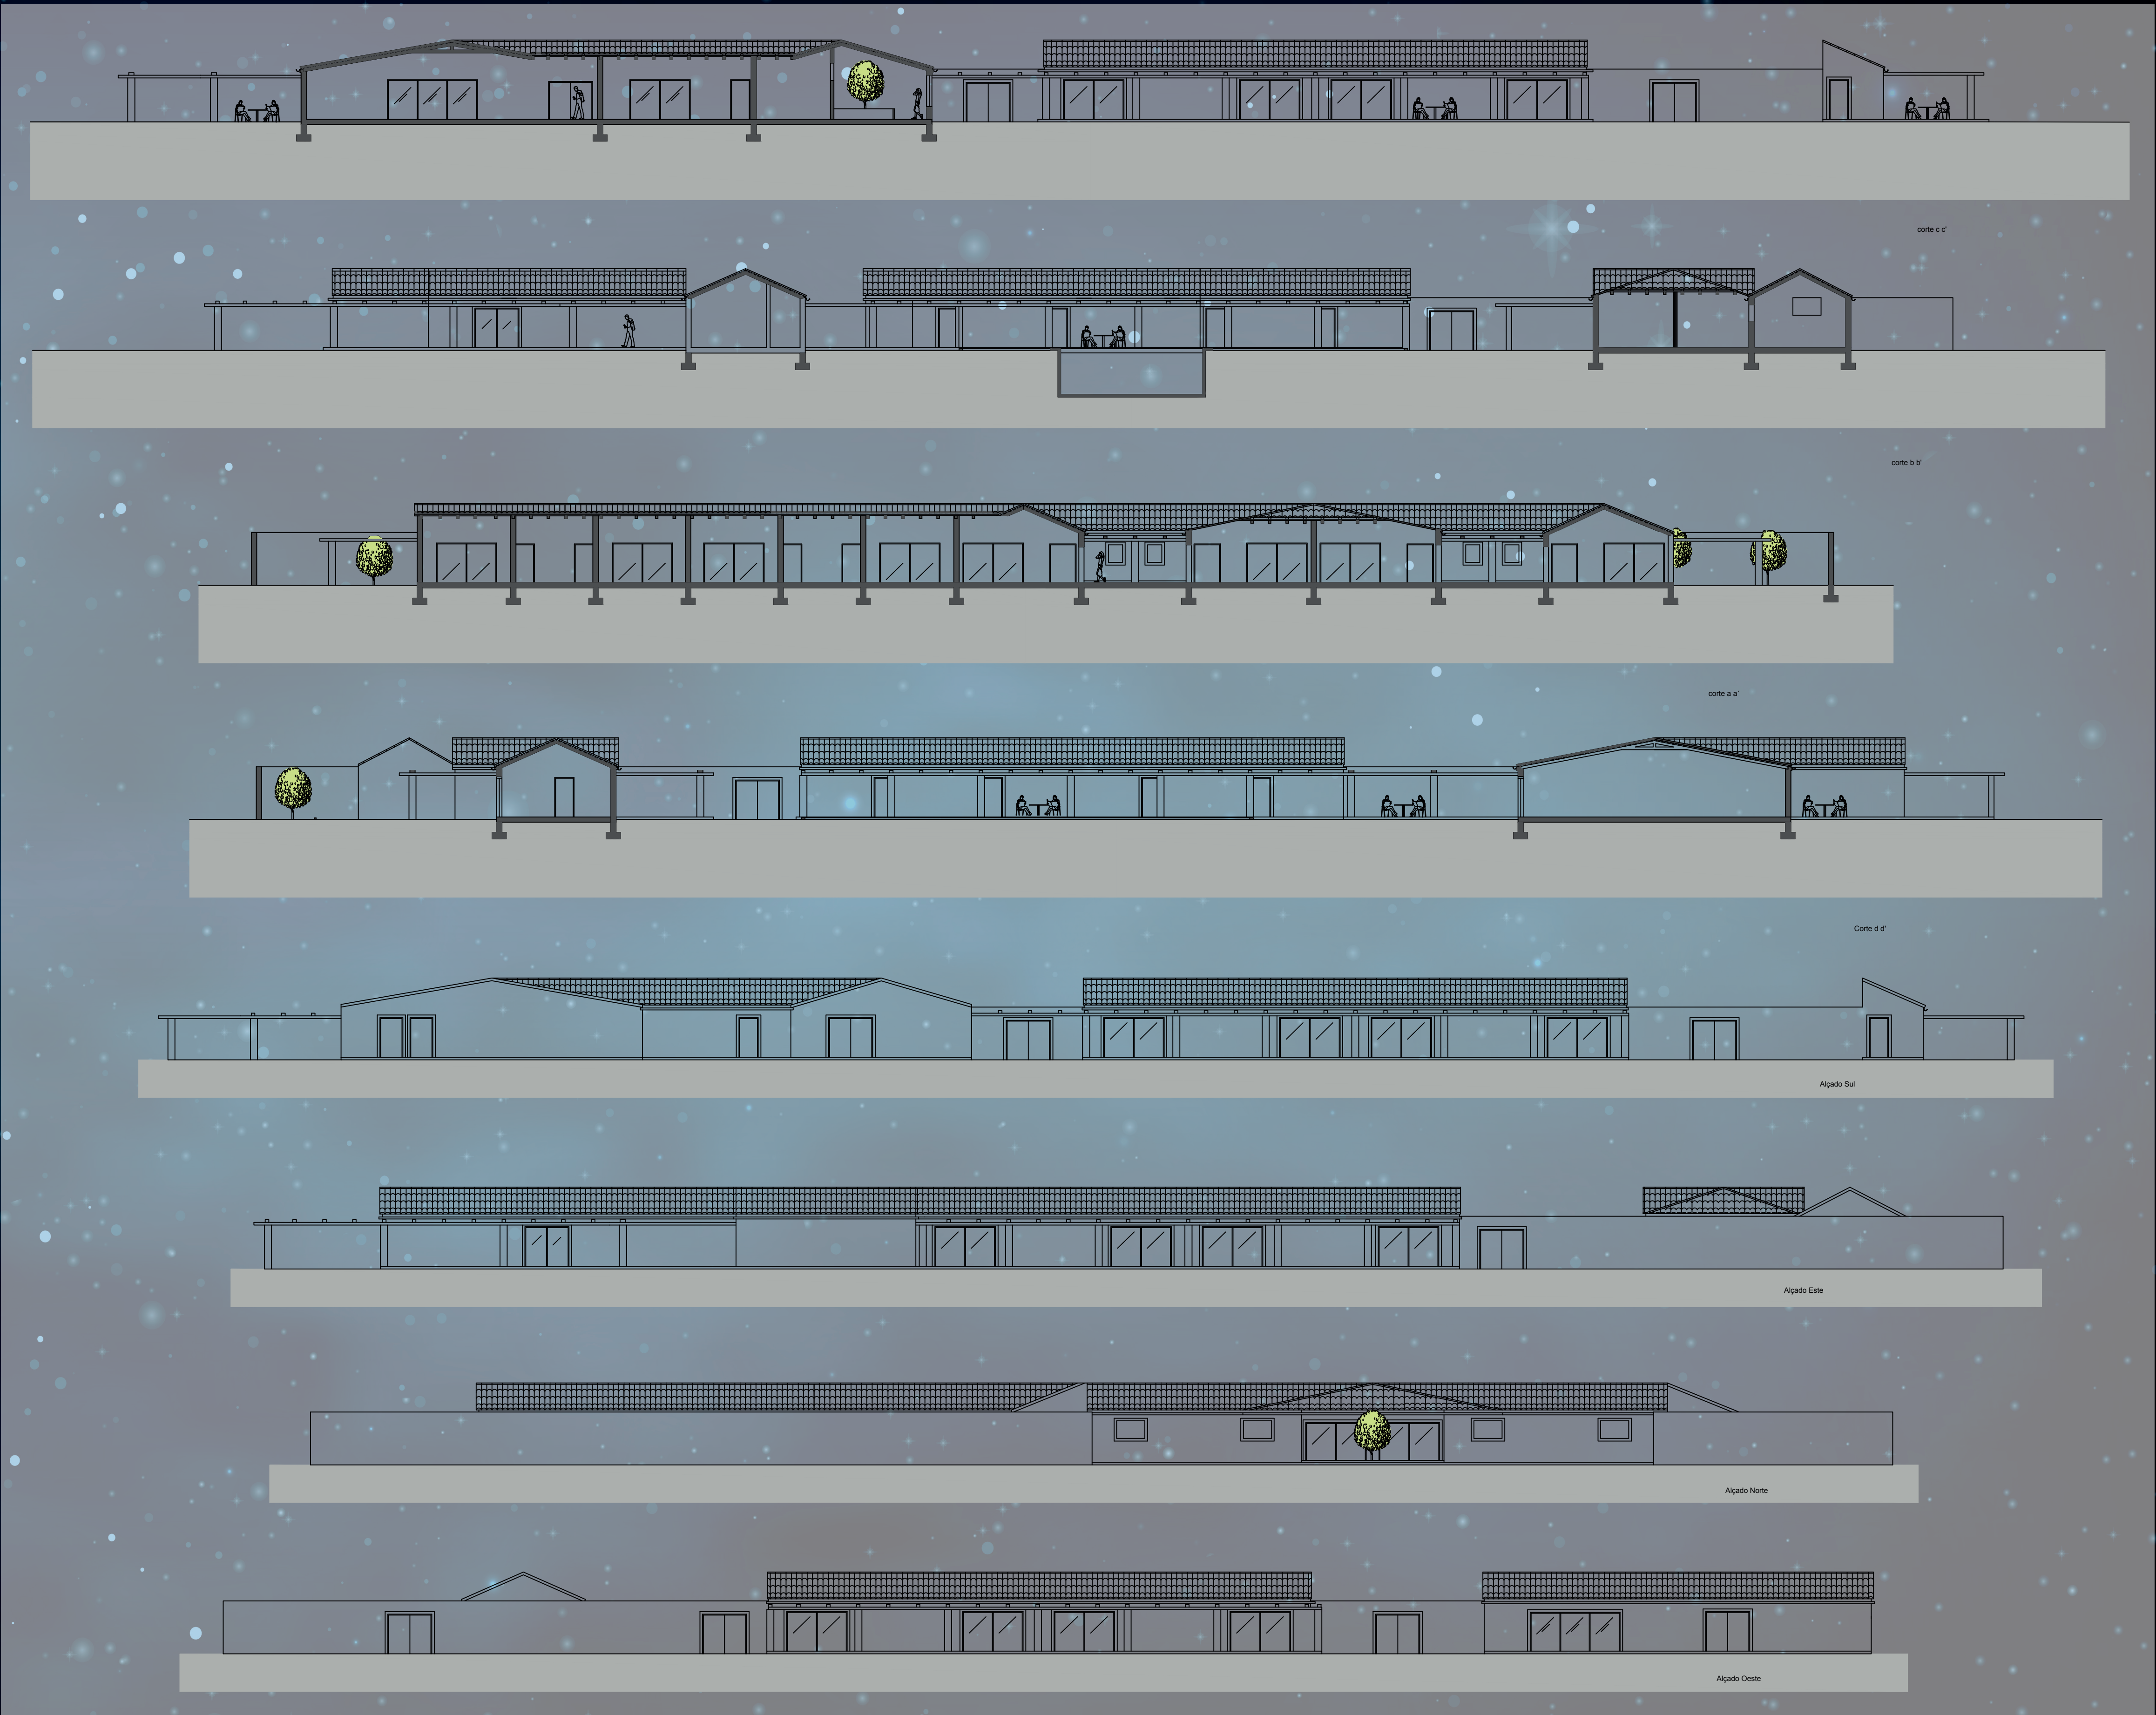 corte c c'
corte b b'
corte a a´
Corte d d'
Alçado Sul
Alçado Este
Alçado Norte
Alçado Oeste